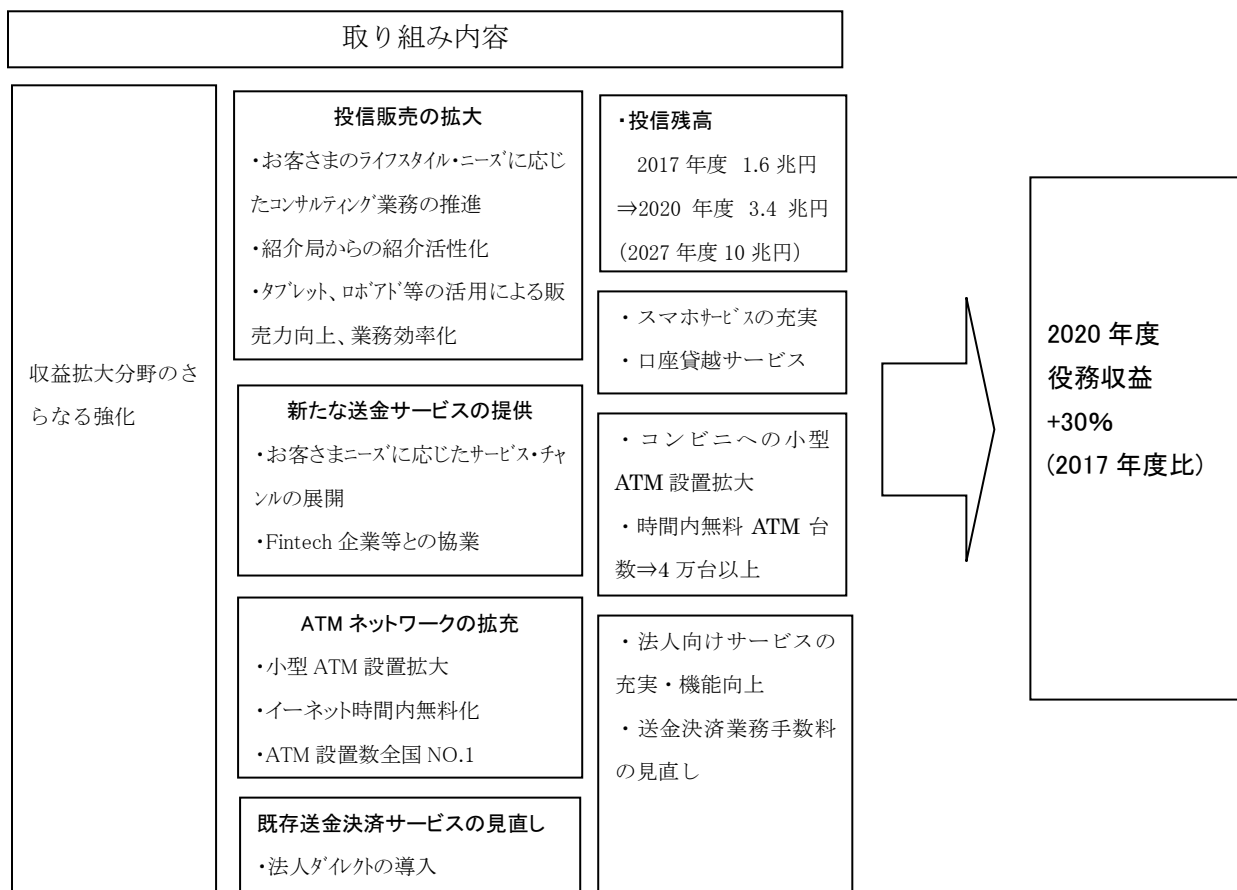 取り組み内容
収益拡大分野のさ
らなる強化
投信販売の拡大
・お客さまのライフスタイル・ニーズに応じ
たコンサルティング業務の推進
・紹介局からの紹介活性化
・タブレット、ロボアド等の活用による販
売力向上、業務効率化
新たな送金サービスの提供
・お客さまニーズに応じたサービス・チャ
ンルの展開
・Fintech 企業等との協業
ATM ネットワークの拡充
・小型 ATM 設置拡大
・イーネット時間内無料化
・ATM 設置数全国 NO.1
既存送金決済サービスの見直し
・法人ダイレクトの導入
・投信残高
2017 年度 1.6 兆円
⇒2020 年度 3.4 兆円
（2027 年度 10 兆円）
・スマホサービスの充実
・口座貸越サービス
・コンビニへの小型
ATM 設置拡大
・時間内無料 ATM 台
数⇒4 万台以上
・法人向けサービスの
充実・機能向上
・送金決済業務手数料
の見直し
2020 年度
役務収益
+30%
(2017 年度比)